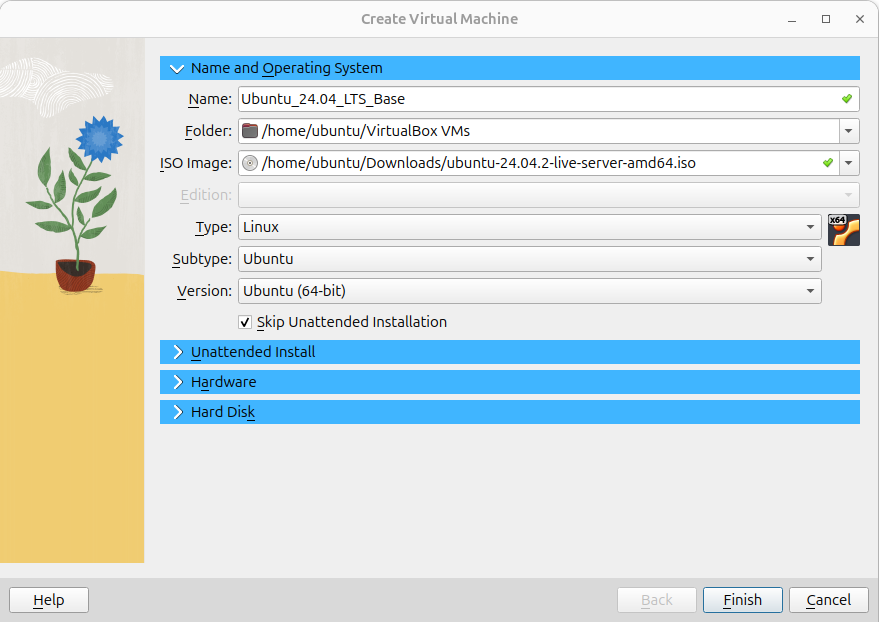 Create Virtual Machine
Name and Operating System
Name: Ubuntu_24.04_LTS_Base
Folder: /home/ubuntu/VirtualBox VMs
ISO Image: /home/ubuntu/Downloads/ubuntu-24.04.2-live-server-amd64.iso
Edition:
Type: Linux x64
Subtype: Ubuntu
Version: Ubuntu (64-bit)
Skip Unattended Installation
Unattended Install
Hardware
Hard Disk
Help Back Finish Cancel